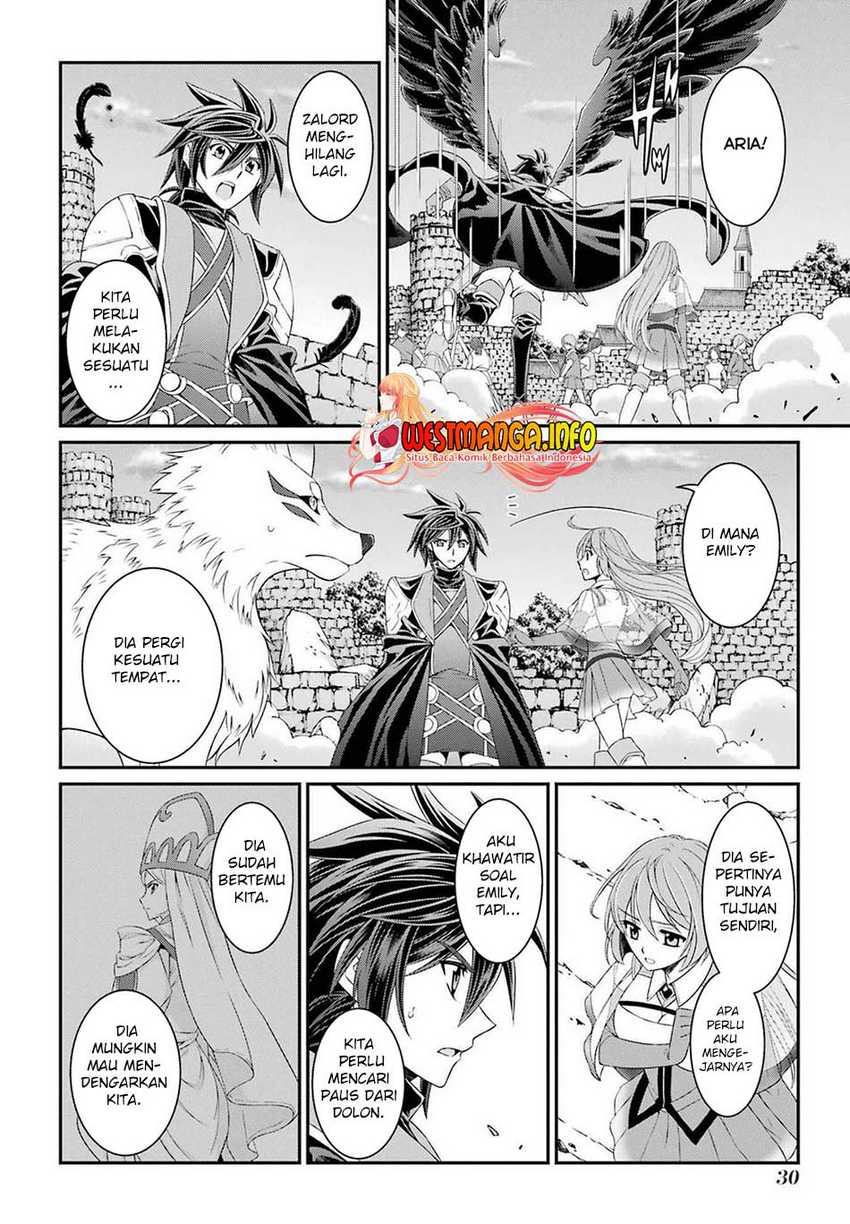 ARIA!
バサッ
ZALORD
MENG-
HILANG
LAGI.
KITA
PERLU
MELA-
KUKAN
SESUATU
...
WESTMANGA.INFO
Situs Baca Komik Berbahasa Indonesia
DI MANA
EMILY?
DIA PERGI
KESUATU
TEMPAT...
DIA SE-
PERTINYA
PUNYA
TUJUAN
SENDIRI,
APA
PERLU
AKU
MENGE-
JARNYA?
AKU
KHAWATIR
SOAL
EMILY,
TAPI...
KITA
PERLU
MENCARI
PAUS DARI
DOLON.
DIA
SUDAH
BERTEMU
KITA.
DIA
MUNGKIN
MAU MEN-
DENGARKAN
KITA.
30